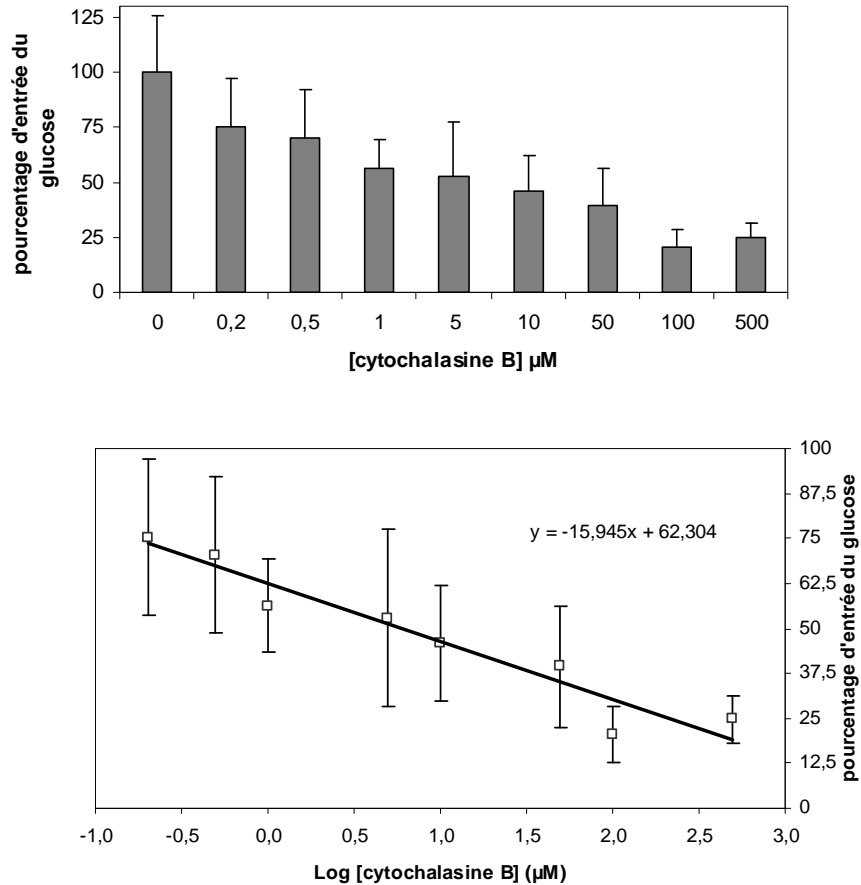 pourcentage d'entrée du
glucose
125
100
75
50
25
0
0 0,2 0,5 1 5 10 50 100 500
[cytochalasine B] µM
100
87,5
75
62,5
50
37,5
25
12,5
0
pourcentage d'entrée du glucose
y = -15,945x + 62,304
-1,0 -0,5 0,0 0,5 1,0 1,5 2,0 2,5 3,0
Log [cytochalasine B] (µM)